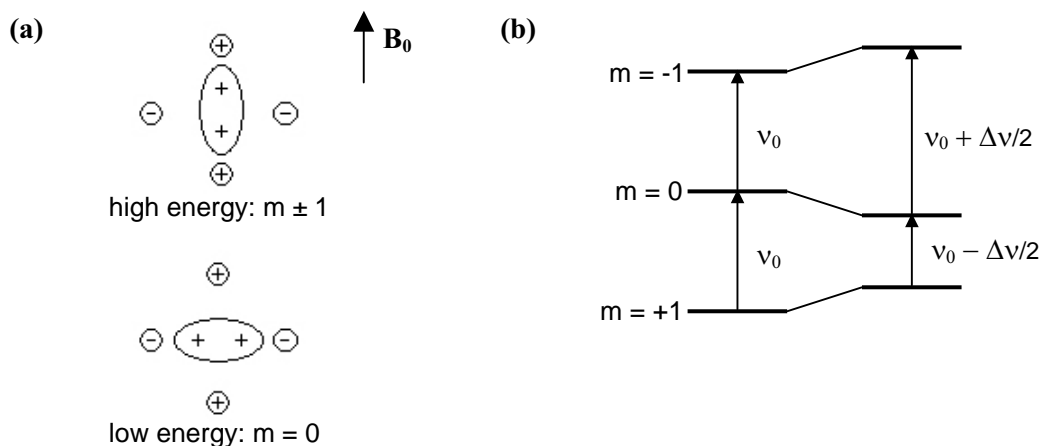 (a)
B₀
+
+
+
−
−
+
high energy: m ± 1
+
−
+ +
−
+
low energy: m = 0
(b)
m = -1
ν₀
ν₀ + Δν/2
m = 0
ν₀
ν₀ − Δν/2
m = +1